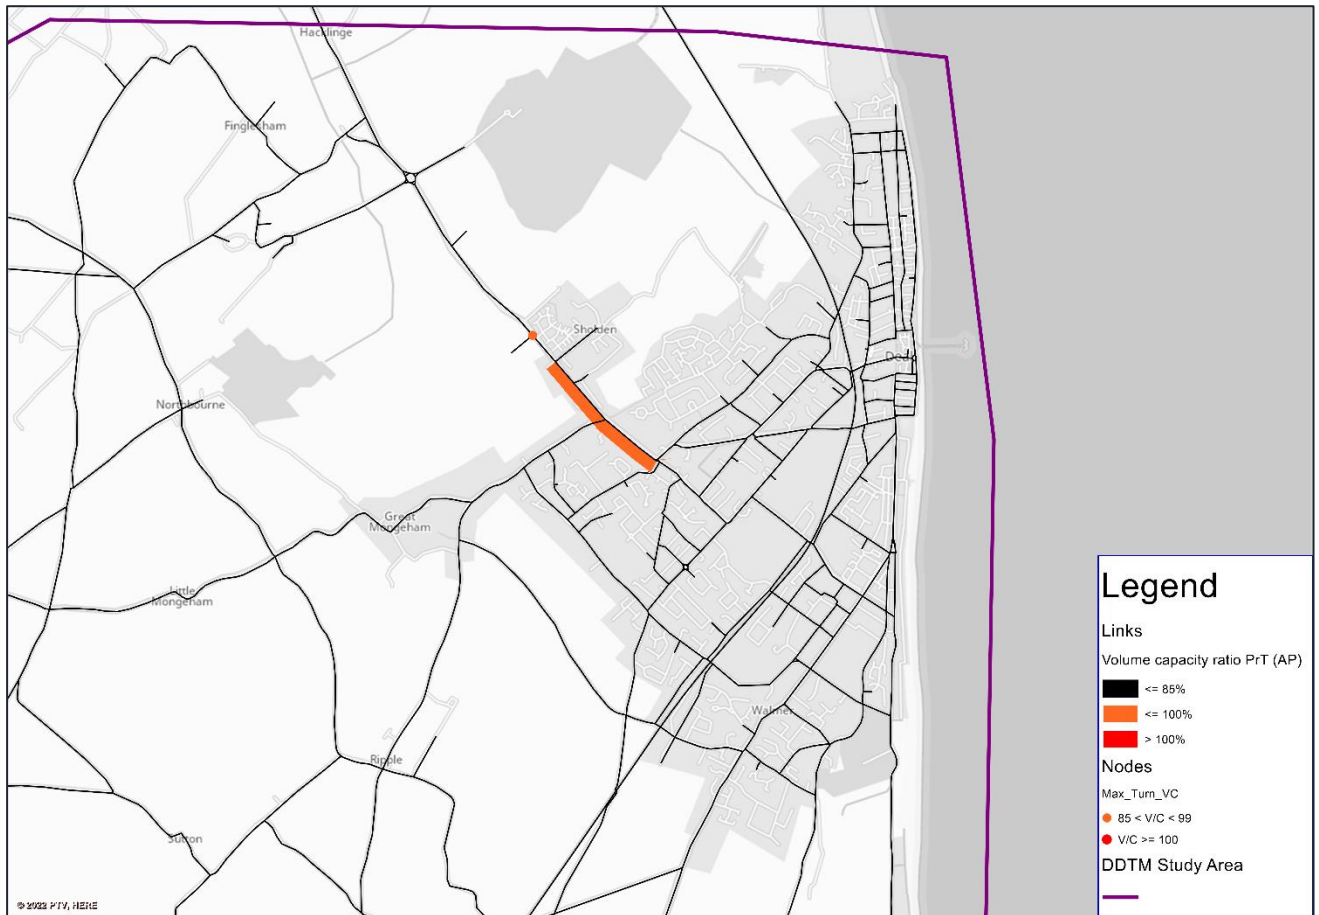 Hacklinge
Finglesham
Sholden
Deal
Northbourne
Great
Mongeham
Little
Mongeham
Walmer
Ripple
Sutton
Legend
Links
Volume capacity ratio PrT (AP)
<= 85%
<= 100%
> 100%
Nodes
Max_Turn_VC
85 < V/C < 99
V/C >= 100
DDTM Study Area
© 2022 PTV, HERE